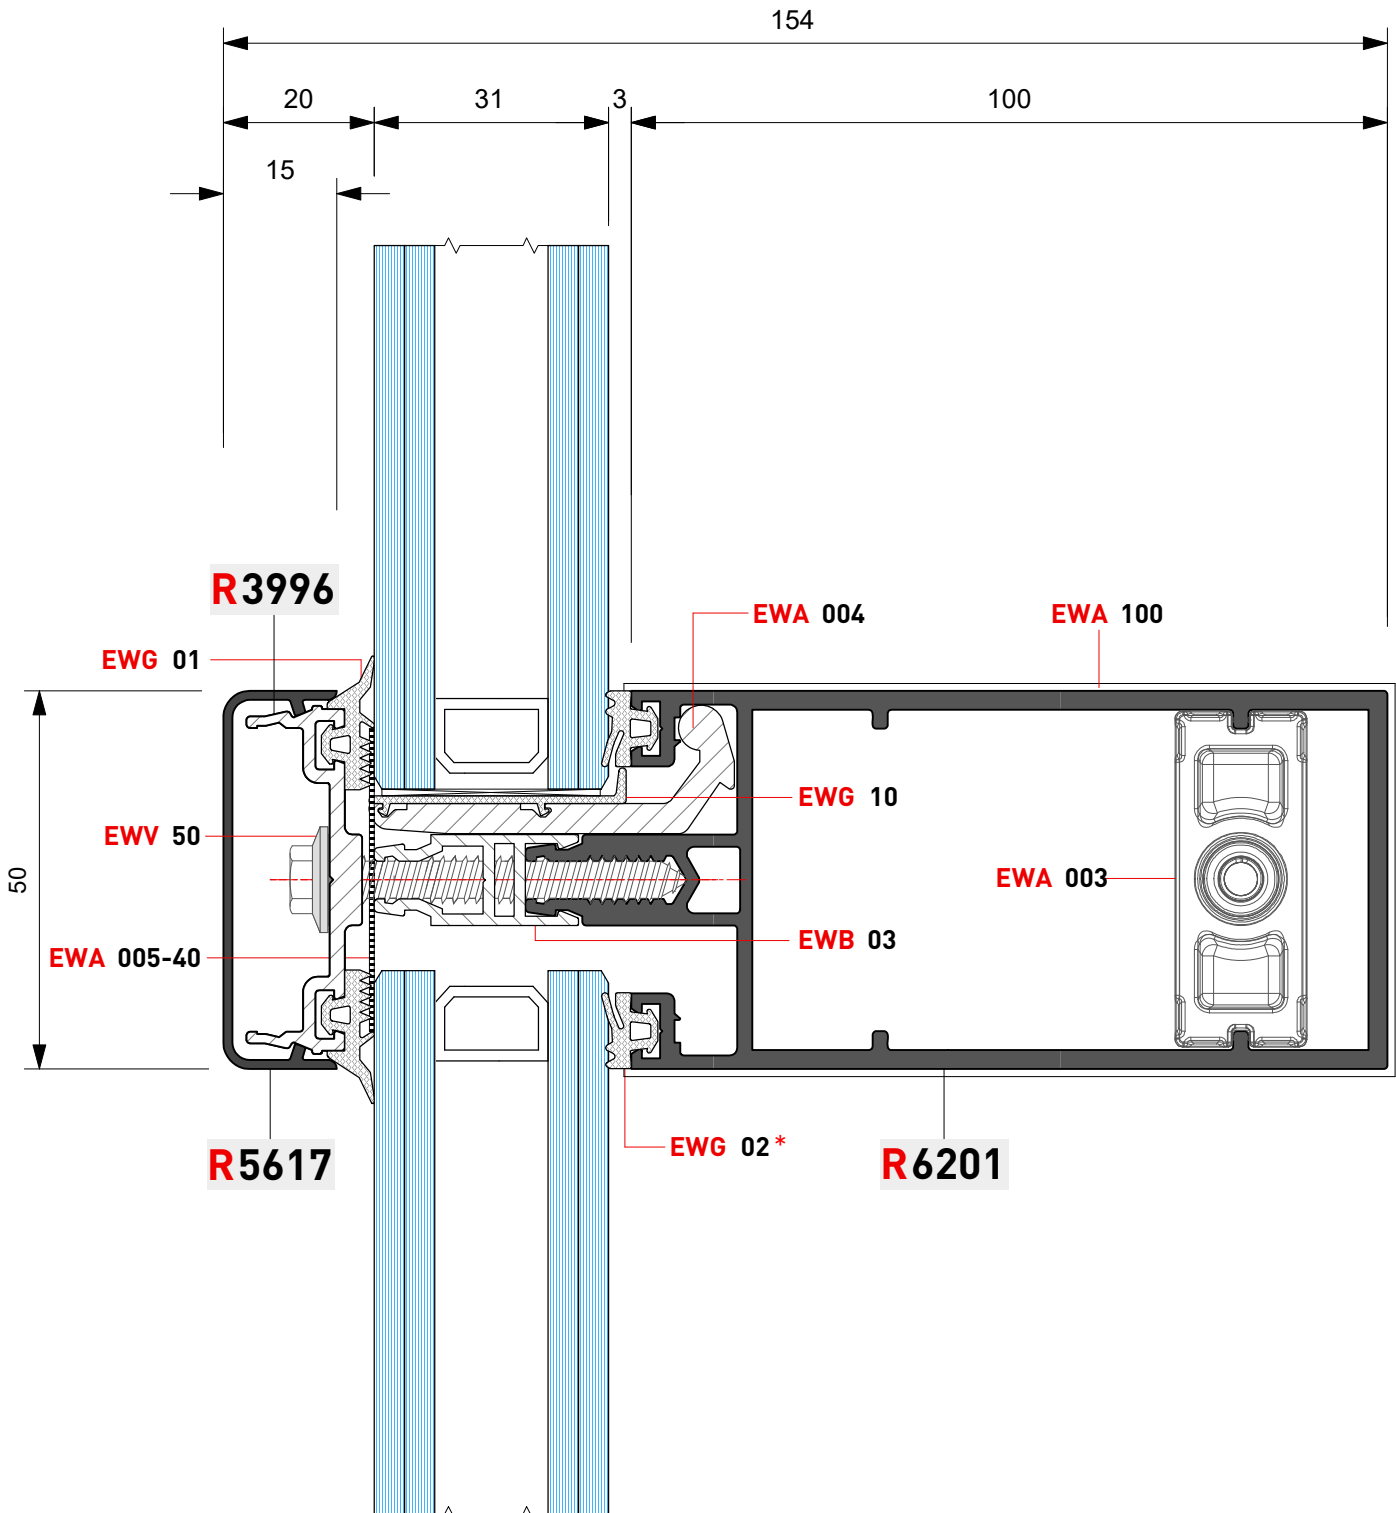 154
20 31 3 100
15
R3996
EWA 004 EWA 100
EWG 01
EWG 10
EWV 50
50
EWA 003
EWB 03
EWA 005-40
EWG 02*
R5617 R6201